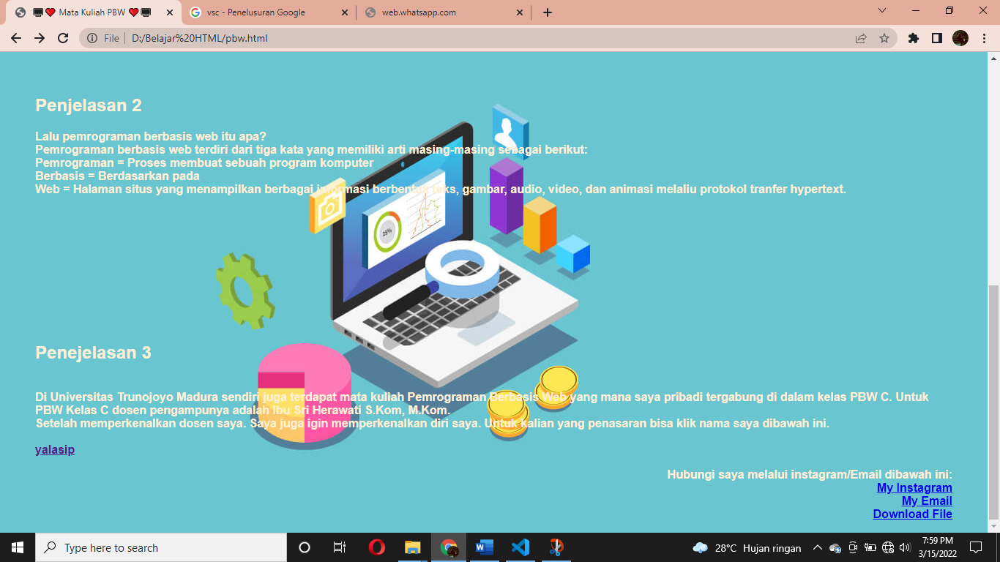 Mata Kuliah PBW
vsc - Penelusuran Google
web.whatsapp.com
File
D:/Belajar%20HTML/pbw.html
Penjelasan 2
Lalu pemrograman berbasis web itu apa?
Pemrograman berbasis web terdiri dari tiga kata yang memiliki arti masing-masing sebagai berikut:
Pemrograman = Proses membuat sebuah program komputer
Berbasis = Berdasarkan pada
Web = Halaman situs yang menampilkan berbagai informasi berbentuk teks, gambar, audio, video, dan animasi melaliu protokol tranfer hypertext.
25%
Penejelasan 3
Di Universitas Trunojoyo Madura sendiri juga terdapat mata kuliah Pemrograman Berbasis Web yang mana saya pribadi tergabung di dalam kelas PBW C. Untuk
PBW Kelas C dosen pengampunya adalah Ibu Sri Herawati S.Kom, M.Kom.
Setelah memperkenalkan dosen saya. Saya juga igin memperkenalkan diri saya. Untuk kalian yang penasaran bisa klik nama saya dibawah ini.
yalasip
Hubungi saya melalui instagram/Email dibawah ini:
My Instagram
My Email
Download File
Type here to search
28°C Hujan ringan
7:59 PM
3/15/2022